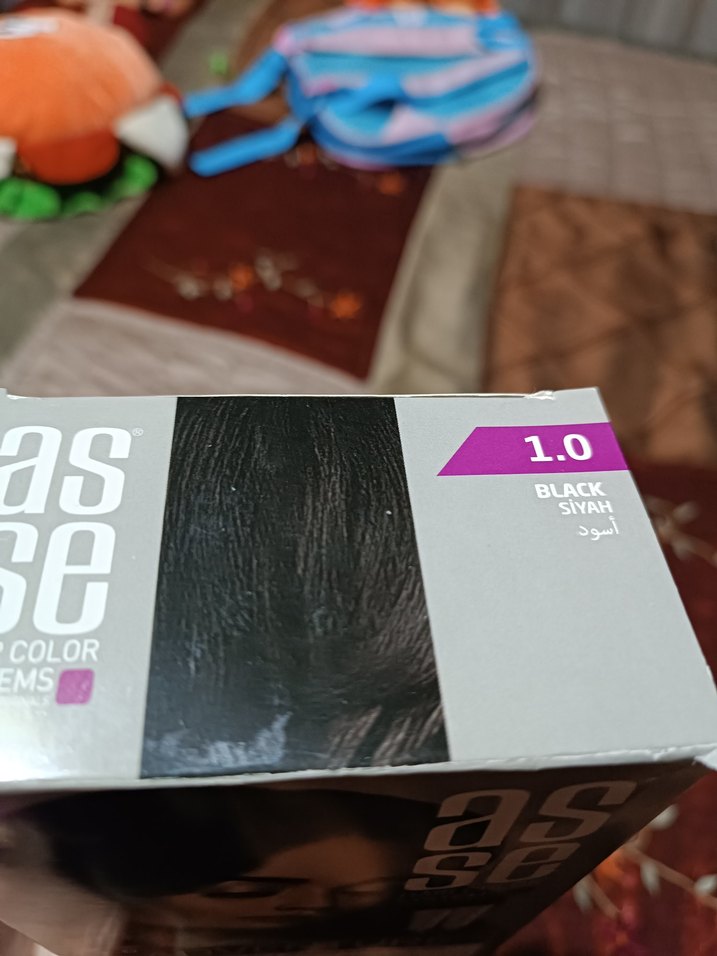 as®
se
P COLOR
EMS
1.0
BLACK
SİYAH
أسود
as
se